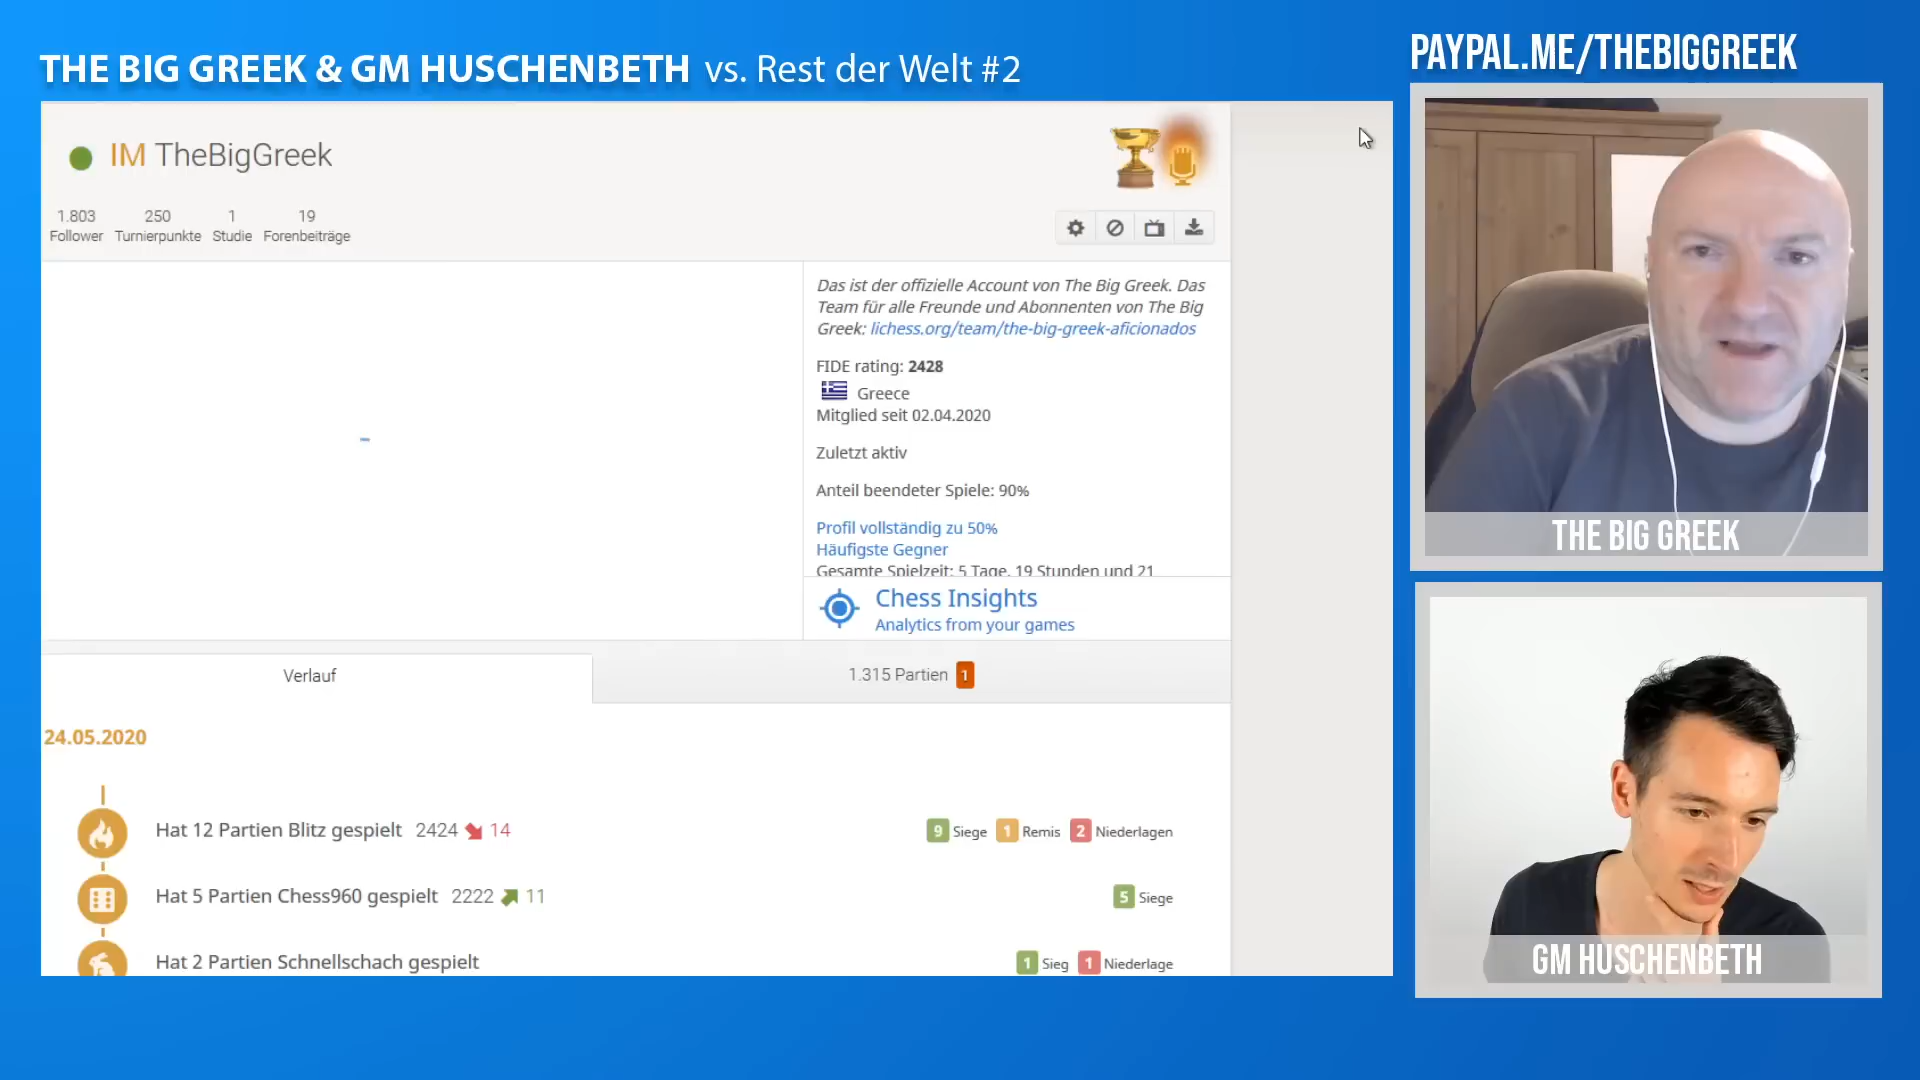 THE BIG GREEK & GM HUSCHENBETH vs. Rest der Welt #2
PAYPAL.ME/THEBIGGREEK
IM TheBigGreek
1.803 250 1 19
Follower Turnierpunkte Studie Forenbeiträge
Das ist der offizielle Account von The Big Greek. Das
Team für alle Freunde und Abonnenten von The Big
Greek: lichess.org/team/the-big-greek-aficionados
FIDE rating: 2428
Greece
Mitglied seit 02.04.2020
Zuletzt aktiv
Anteil beendeter Spiele: 90%
Profil vollständig zu 50%
Häufigste Gegner
Gesamte Spielzeit: 5 Tage, 19 Stunden und 21
Chess Insights
Analytics from your games
Verlauf
1.315 Partien 1
24.05.2020
Hat 12 Partien Blitz gespielt 2424 14
9 Siege 1 Remis 2 Niederlagen
Hat 5 Partien Chess960 gespielt 2222 11
5 Siege
Hat 2 Partien Schnellschach gespielt
1 Sieg 1 Niederlage
THE BIG GREEK
GM HUSCHENBETH